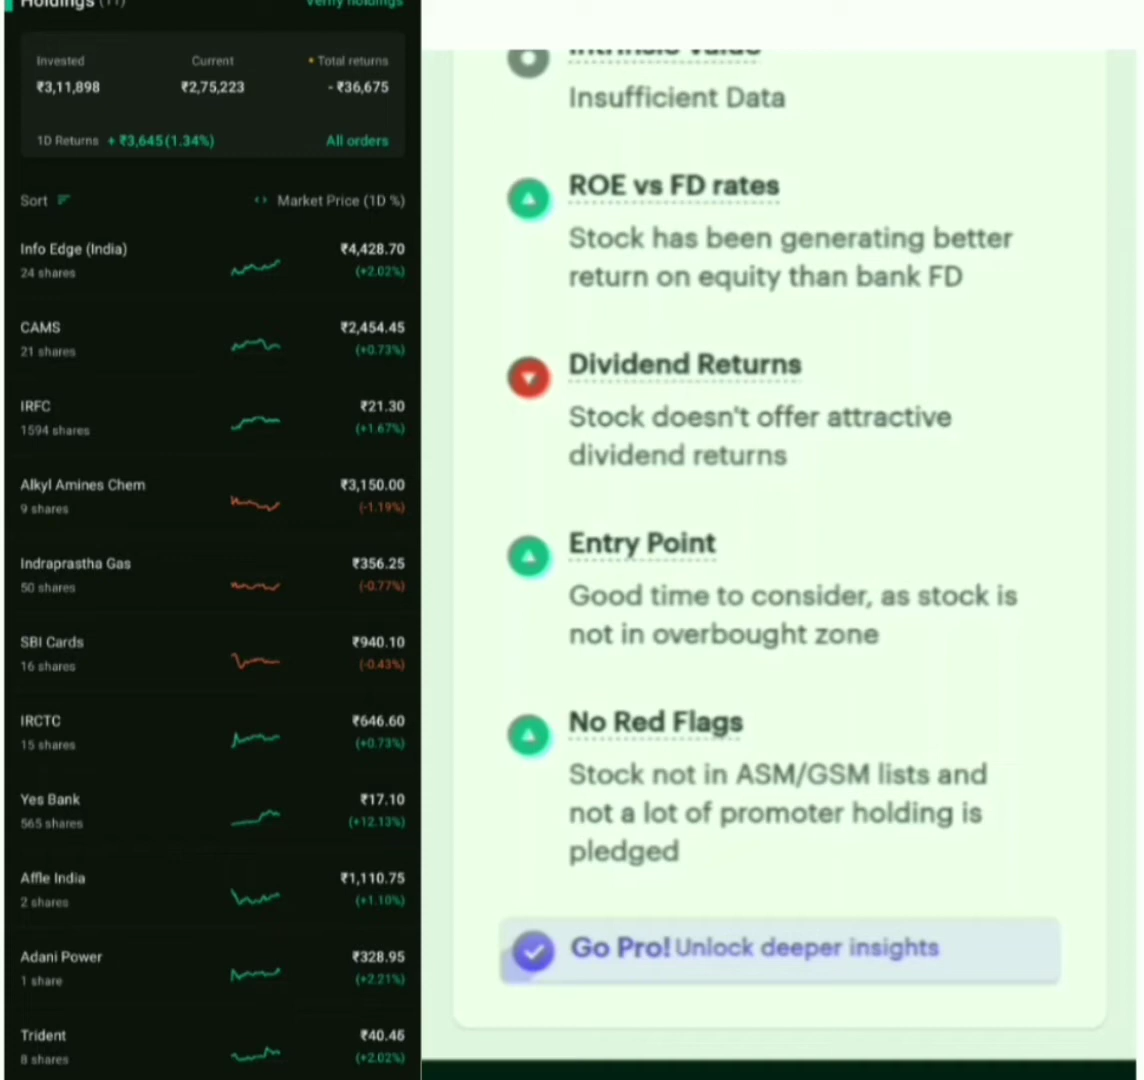 Holdings (11) Verify holdings
Invested Current • Total returns
₹3,11,898 ₹2,75,223 - ₹36,675
1D Returns + ₹3,645(1.34%) All orders
Sort <> Market Price (1D %)
Info Edge (India) ₹4,428.70
24 shares (+2.02%)
CAMS ₹2,454.45
21 shares (+0.73%)
IRFC ₹21.30
1594 shares (+1.67%)
Alkyl Amines Chem ₹3,150.00
9 shares (-1.19%)
Indraprastha Gas ₹356.25
50 shares (-0.77%)
SBI Cards ₹940.10
16 shares (-0.43%)
IRCTC ₹646.60
15 shares (+0.73%)
Yes Bank ₹17.10
565 shares (+12.13%)
Affle India ₹1,110.75
2 shares (+1.10%)
Adani Power ₹328.95
1 share (+2.21%)
Trident ₹40.45
8 shares (+2.02%)
Intrinsic Value
Insufficient Data
ROE vs FD rates
Stock has been generating better
return on equity than bank FD
Dividend Returns
Stock doesn't offer attractive
dividend returns
Entry Point
Good time to consider, as stock is
not in overbought zone
No Red Flags
Stock not in ASM/GSM lists and
not a lot of promoter holding is
pledged
Go Pro! Unlock deeper insights